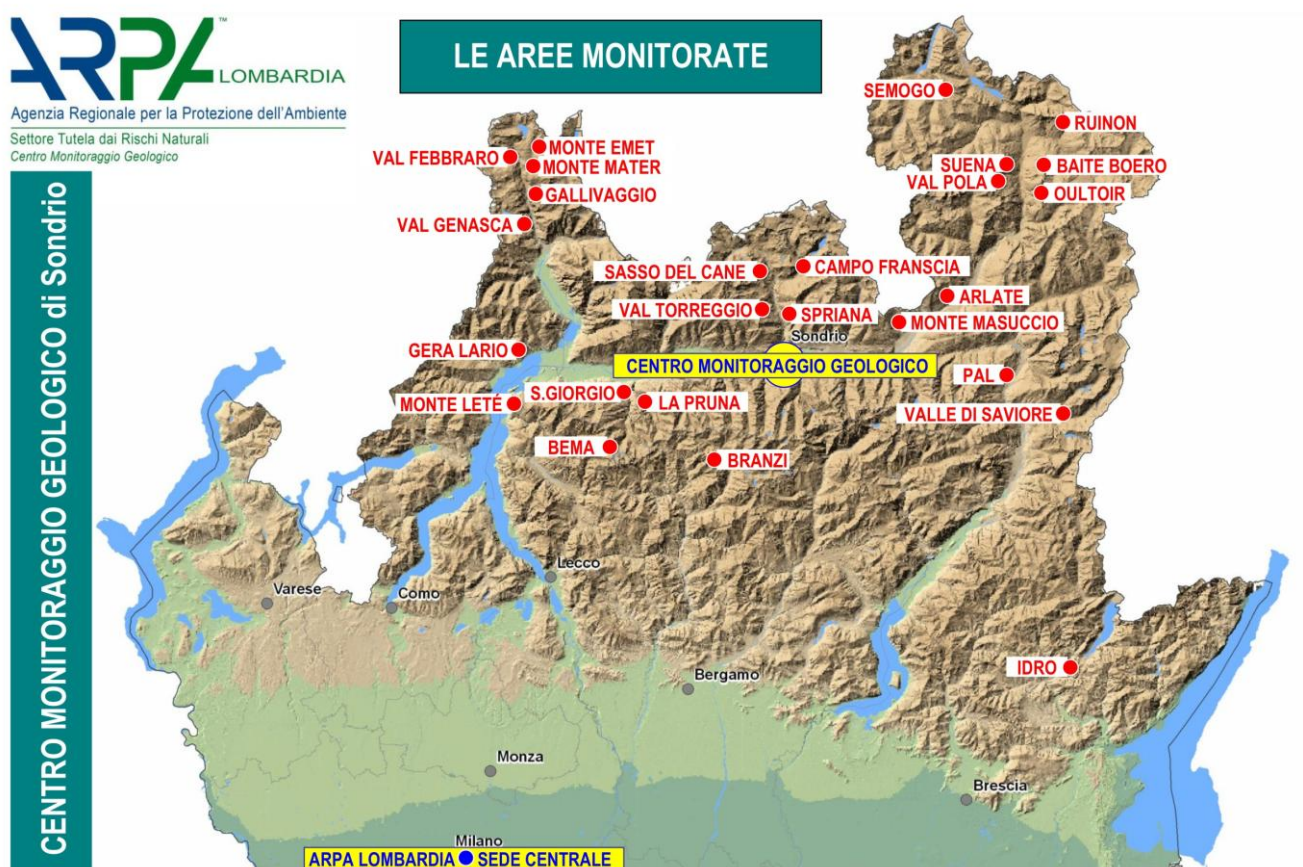 ARPA™
LOMBARDIA
Agenzia Regionale per la Protezione dell'Ambiente
Settore Tutela dai Rischi Naturali
Centro Monitoraggio Geologico
LE AREE MONITORATE
CENTRO MONITORAGGIO GEOLOGICO di Sondrio
SEMOGO
RUINON
MONTE EMET
VAL FEBBRARO
MONTE MATER
SUENA
BAITE BOERO
VAL POLA
GALLIVAGGIO
OULTOIR
VAL GENASCA
SASSO DEL CANE
CAMPO FRANSCIA
ARLATE
VAL TORREGGIO
SPRIANA
MONTE MASUCCIO
Sondrio
GERA LARIO
CENTRO MONITORAGGIO GEOLOGICO
PAL
S.GIORGIO
MONTE LETÉ
LA PRUNA
VALLE DI SAVIORE
BEMA
BRANZI
Lecco
Varese
Como
IDRO
Bergamo
Monza
Brescia
Milano
ARPA LOMBARDIA SEDE CENTRALE